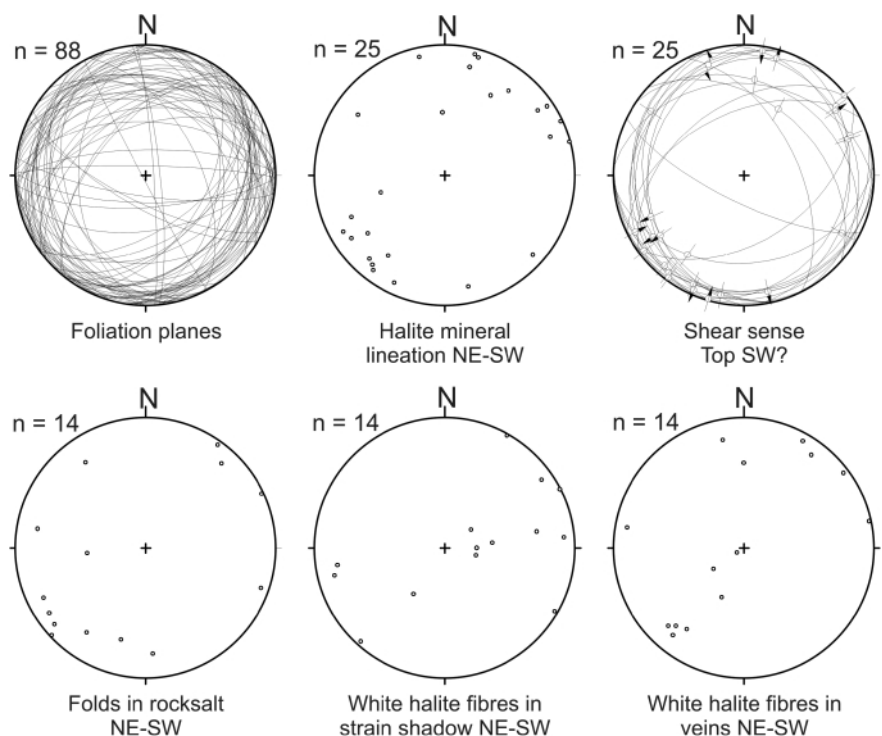 N N N
n = 88 n = 25 n = 25
Foliation planes
Halite mineral
lineation NE-SW
Shear sense
Top SW?
N N N
n = 14 n = 14 n = 14
Folds in rocksalt
NE-SW
White halite fibres in
strain shadow NE-SW
White halite fibres in
veins NE-SW